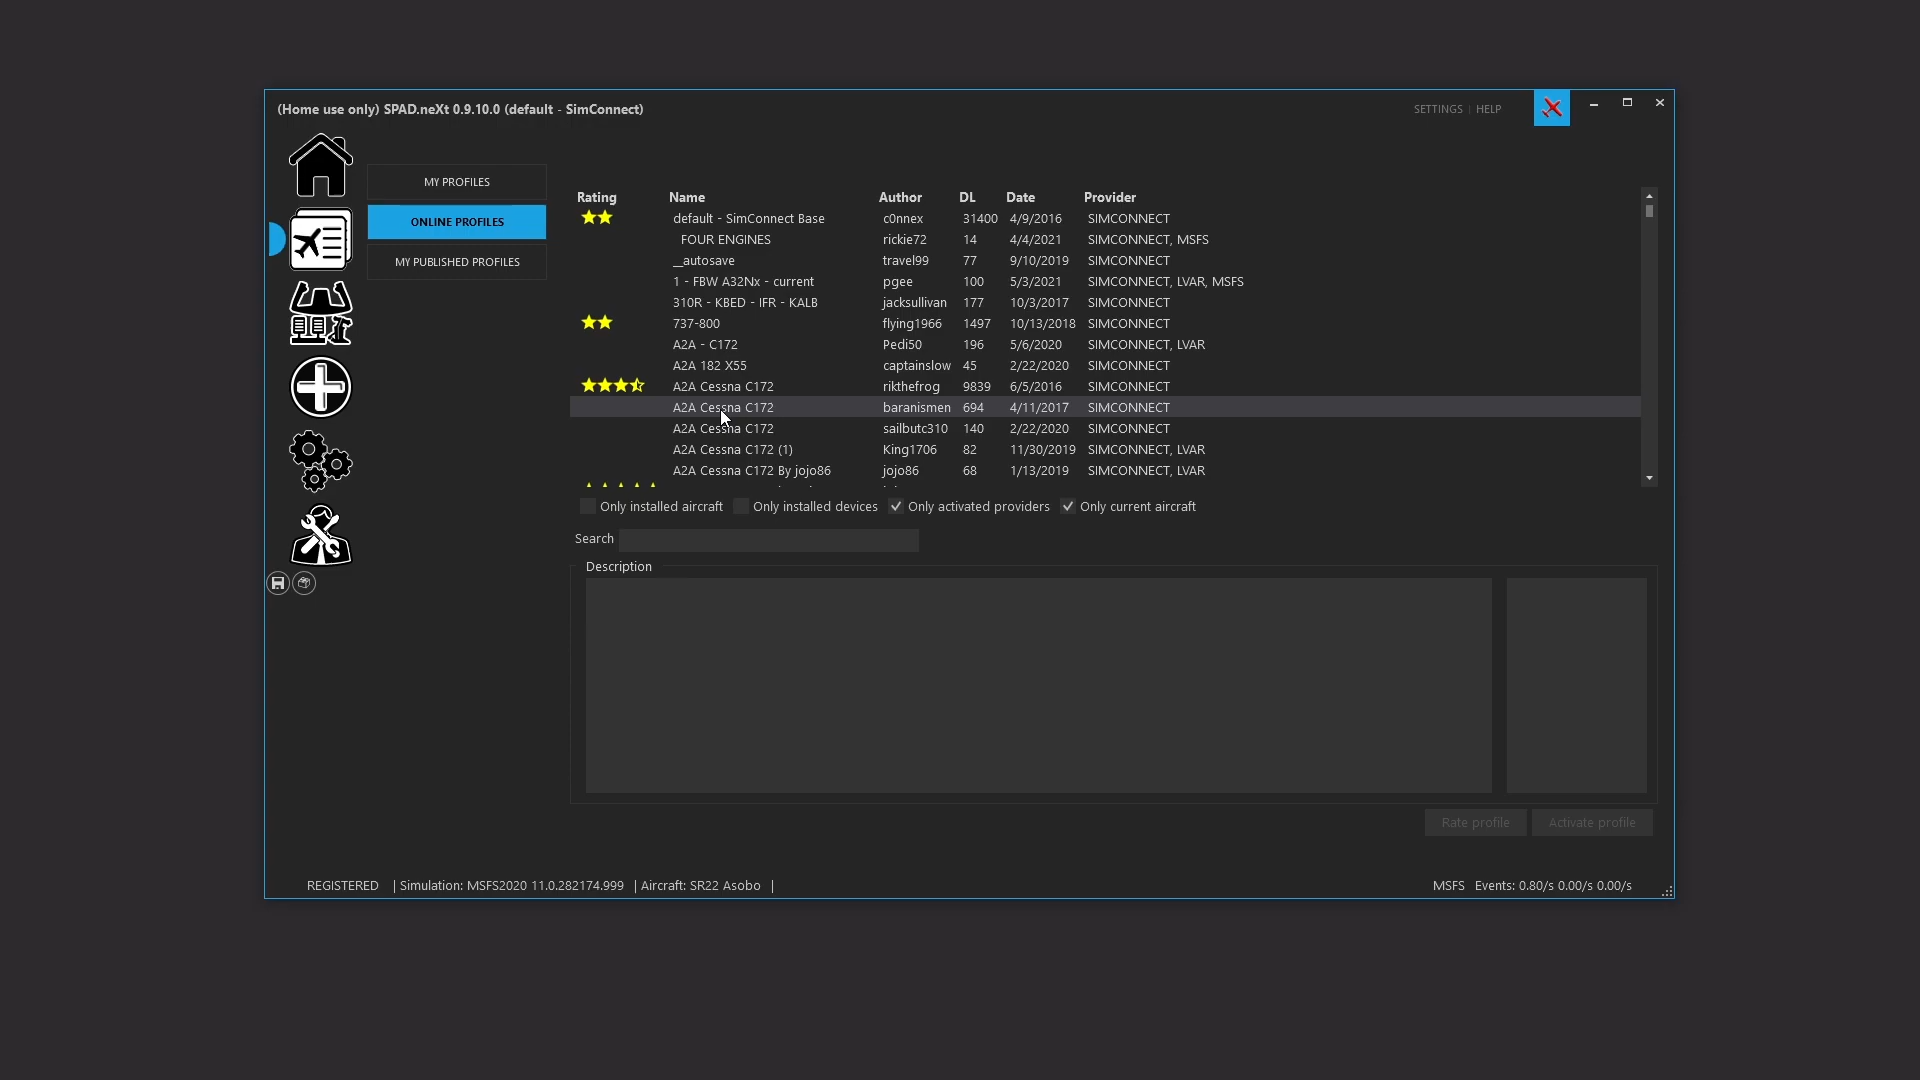 (Home use only) SPAD.neXt 0.9.10.0 (default - SimConnect)
SETTINGS | HELP
MY PROFILES
ONLINE PROFILES
MY PUBLISHED PROFILES
Rating Name Author DL Date Provider
default - SimConnect Base c0nnex 31400 4/9/2016 SIMCONNECT
FOUR ENGINES rickie72 14 4/4/2021 SIMCONNECT, MSFS
__autosave travel99 77 9/10/2019 SIMCONNECT
1 - FBW A32Nx - current pgee 100 5/3/2021 SIMCONNECT, LVAR, MSFS
310R - KBED - IFR - KALB jacksullivan 177 10/3/2017 SIMCONNECT
737-800 flying1966 1497 10/13/2018 SIMCONNECT
A2A - C172 Pedi50 196 5/6/2020 SIMCONNECT, LVAR
A2A 182 X55 captainslow 45 2/22/2020 SIMCONNECT
A2A Cessna C172 rikthefrog 9839 6/5/2016 SIMCONNECT
A2A Cessna C172 baranismen 694 4/11/2017 SIMCONNECT
A2A Cessna C172 sailbutc310 140 2/22/2020 SIMCONNECT
A2A Cessna C172 (1) King1706 82 11/30/2019 SIMCONNECT, LVAR
A2A Cessna C172 By jojo86 jojo86 68 1/13/2019 SIMCONNECT, LVAR
Only installed aircraft Only installed devices Only activated providers Only current aircraft
Search
Description
Rate profile Activate profile
REGISTERED | Simulation: MSFS2020 11.0.282174.999 | Aircraft: SR22 Asobo |
MSFS Events: 0.80/s 0.00/s 0.00/s